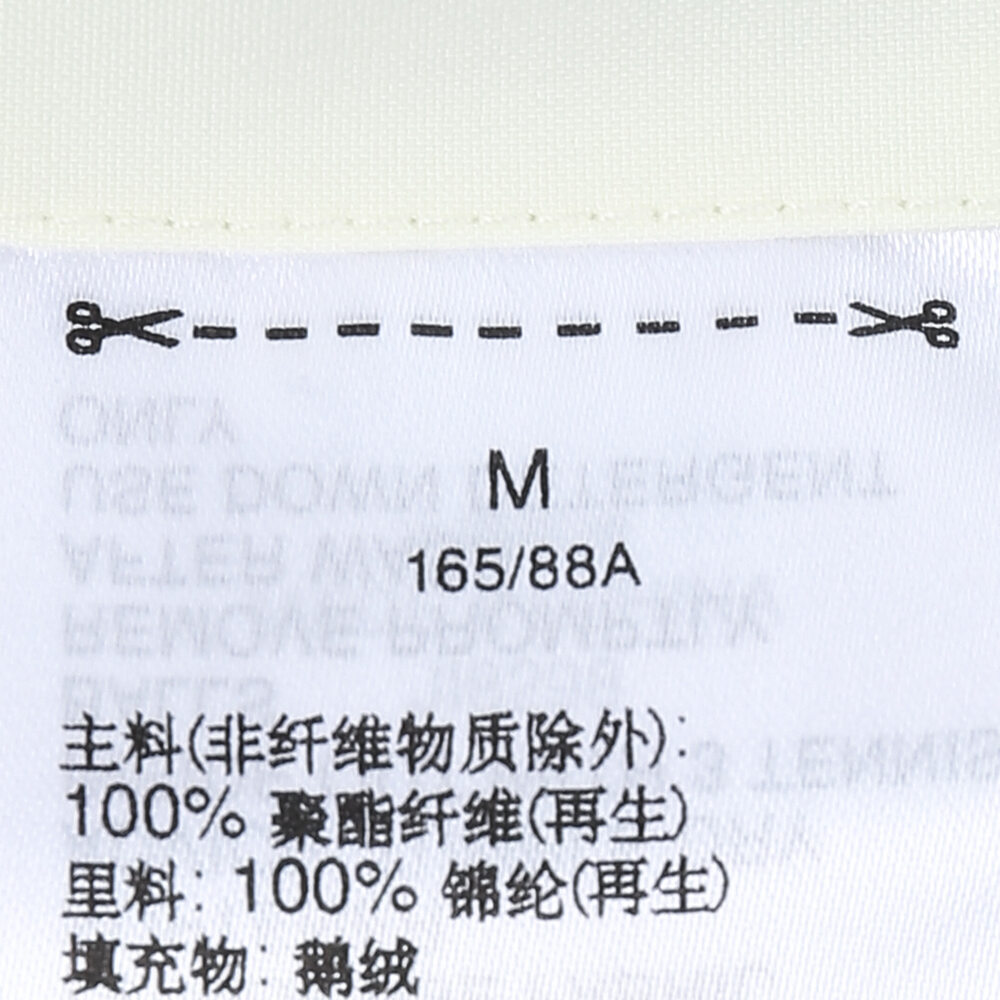 M
165/88A
主料(非纤维物质除外):
100% 聚酯纤维(再生)
里料: 100% 锦纶(再生)
填充物: 鹅绒